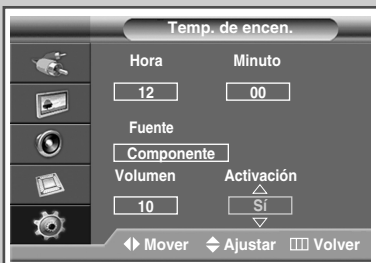 Temp. de encen.
Hora Minuto
12 00
Fuente
Componente
Volumen Activación
10 Sí
Mover Ajustar Volver